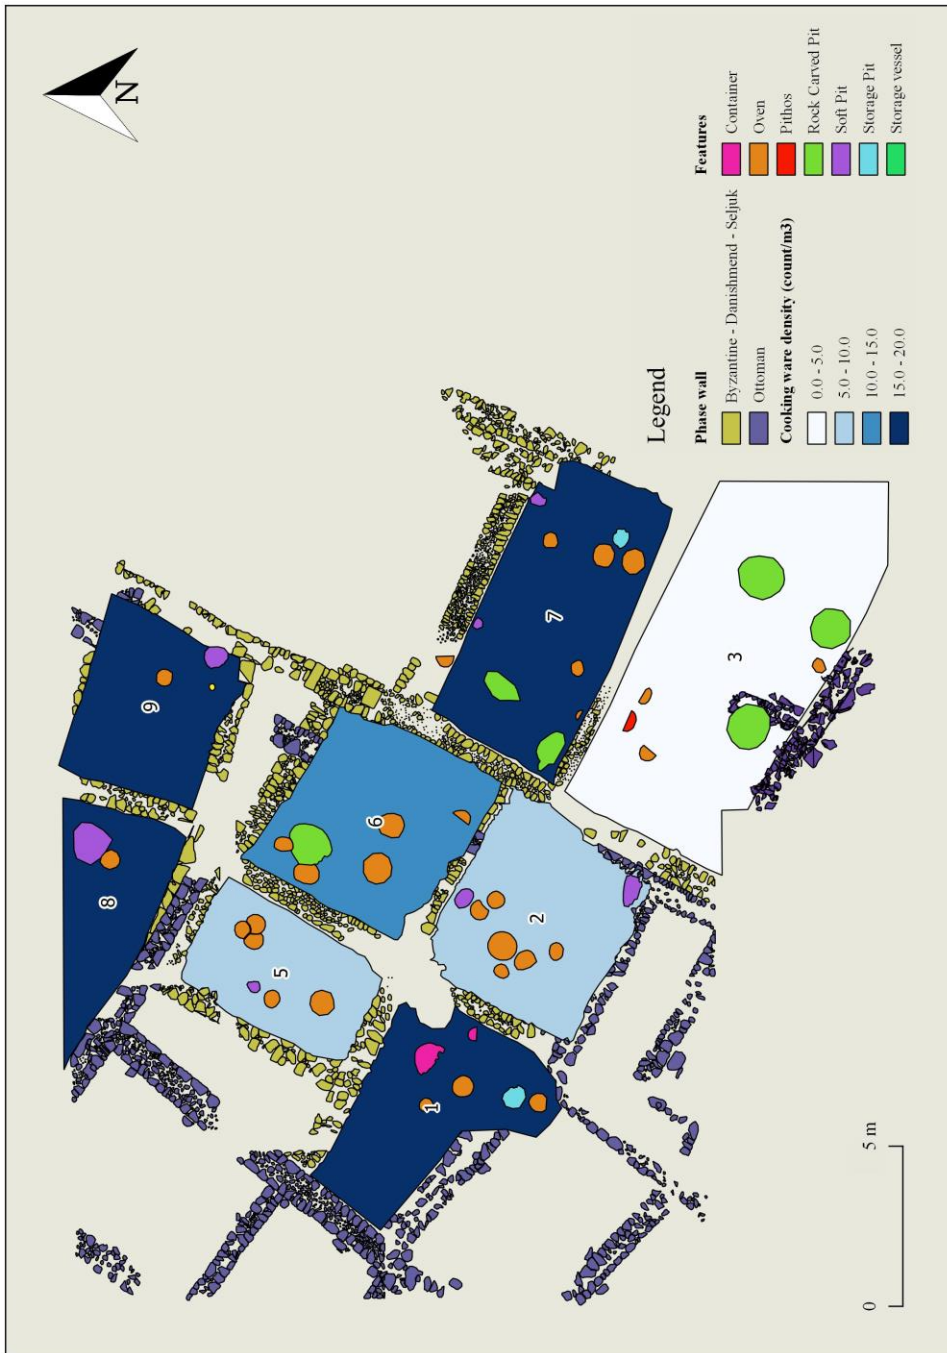 N
9
8
7
6
5
3
2
1
Legend
Phase wall
Byzantine - Danishmend - Seljuk
Ottoman
Cooking ware density (count/m3)
0.0 - 5.0
5.0 - 10.0
10.0 - 15.0
15.0 - 20.0
Features
Container
Oven
Pithos
Rock Carved Pit
Soft Pit
Storage Pit
Storage vessel
0 5 m